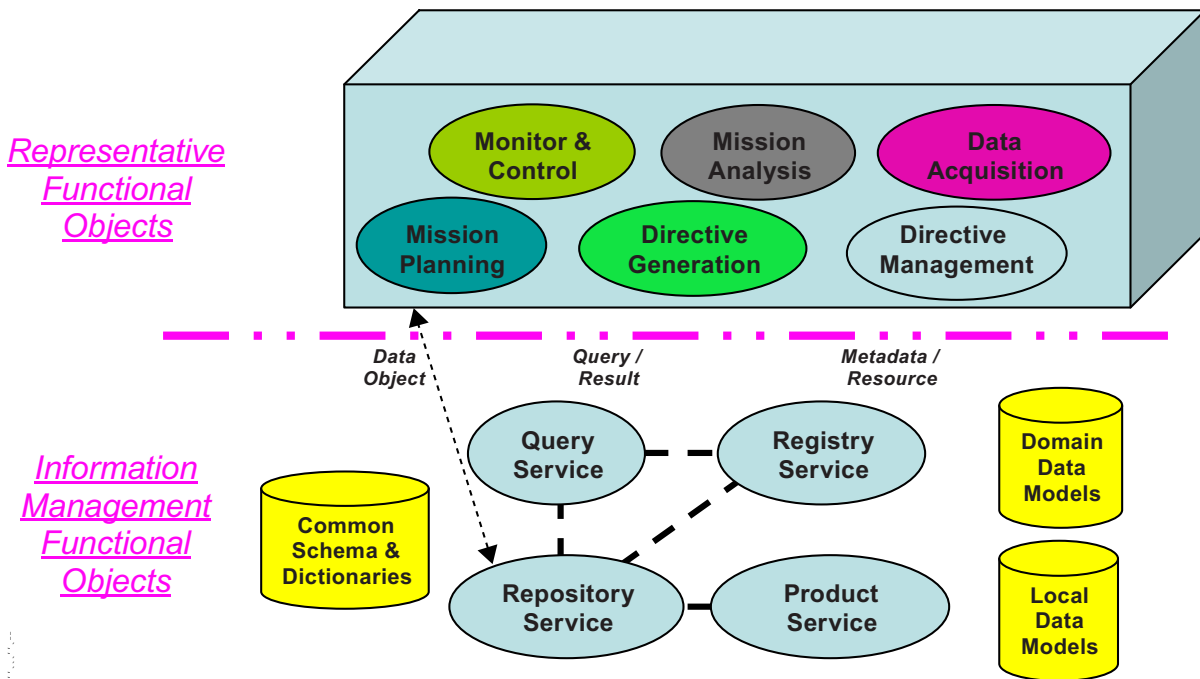 Representative
Functional
Objects
Monitor &
Control
Mission
Analysis
Data
Acquisition
Mission
Planning
Directive
Generation
Directive
Management
Data
Object
Query /
Result
Metadata /
Resource
Information
Management
Functional
Objects
Common
Schema &
Dictionaries
Query
Service
Registry
Service
Repository
Service
Product
Service
Domain
Data
Models
Local
Data
Models